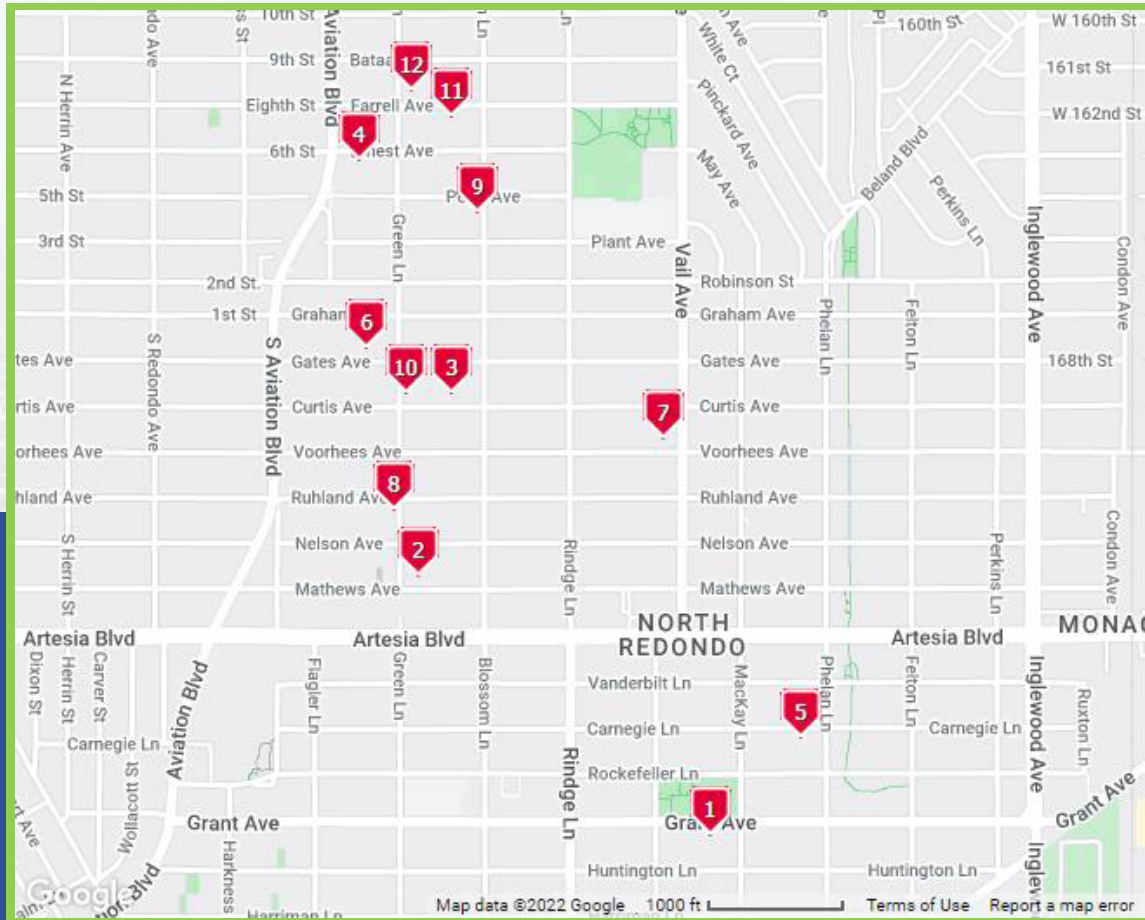 10th St
160th St
W 160th St
9th St
12
161st St
11
Eighth St
Farrell Ave
W 162nd St
4
6th St
9
5th St
3rd St
Plant Ave
2nd St.
Robinson St
1st St
6
Graham Ave
Gates Ave
10
3
Gates Ave
168th St
Curtis Ave
7
Curtis Ave
Voorhees Ave
Voorhees Ave
8
Ruhland Ave
Ruhland Ave
Nelson Ave
2
Nelson Ave
Mathews Ave
Mathews Ave
Artesia Blvd
Artesia Blvd
NORTH
REDONDO
Artesia Blvd
Vanderbilt Ln
5
Carnegie Ln
Carnegie Ln
Carnegie Ln
Rockefeller Ln
1
Grant Ave
Grant Ave
Huntington Ln
Huntington Ln
Harriman Ln
N Herrin Ave
Aviation Blvd
White Ct
Pinckard Ave
May Ave
Beland Blvd
Perkins Ln
Inglewood Ave
Condon Ave
Green Ln
Vail Ave
Phelan Ln
Felton Ln
S Redondo Ave
S Aviation Blvd
S Herrin St
Rindge Ln
Perkins Ln
Condon Ave
Dixon St
Herrin St
Carver St
Aviation Blvd
Flagler Ln
Green Ln
Blossom Ln
Rindge Ln
MacKay Ln
Phelan Ln
Felton Ln
Inglewood Ave
Ruxton Ln
Wollacott St
Harkness
Grant Ave
Google
Map data ©2022 Google 1000 ft Terms of Use Report a map error